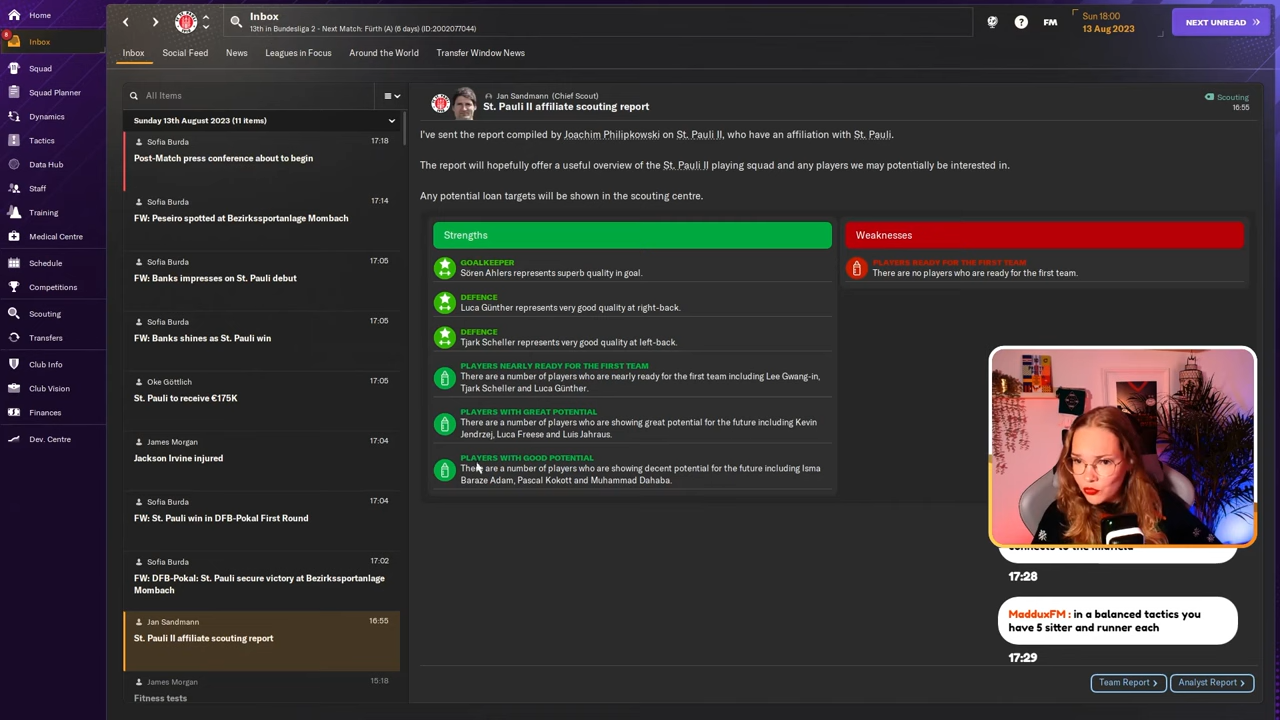 Home
8
Inbox
Squad
Squad Planner
Dynamics
Tactics
Data Hub
Staff
Training
Medical Centre
Schedule
Competitions
Scouting
Transfers
Club Info
Club Vision
Finances
Dev. Centre
Inbox
13th in Bundesliga 2 - Next Match: Fürth (A) (6 days) (ID:2002077044)
?
FM
Sun 18:00
13 Aug 2023
NEXT UNREAD
Inbox
Social Feed
News
Leagues in Focus
Around the World
Transfer Window News
All Items
Sunday 13th August 2023 (11 items)
Sofia Burda
17:18
Post-Match press conference about to begin
Sofia Burda
17:14
FW: Peseiro spotted at Bezirkssportanlage Mombach
Sofia Burda
17:05
FW: Banks impresses on St. Pauli debut
Sofia Burda
17:05
FW: Banks shines as St. Pauli win
Oke Göttlich
17:05
St. Pauli to receive €175K
James Morgan
17:04
Jackson Irvine injured
Sofia Burda
17:04
FW: St. Pauli win in DFB-Pokal First Round
Sofia Burda
17:02
FW: DFB-Pokal: St. Pauli secure victory at Bezirkssportanlage
Mombach
Jan Sandmann
16:55
St. Pauli II affiliate scouting report
James Morgan
15:18
Fitness tests
Jan Sandmann (Chief Scout)
St. Pauli II affiliate scouting report
Scouting
16:55
I've sent the report compiled by Joachim Philipkowski on St. Pauli II, who have an affiliation with St. Pauli.
The report will hopefully offer a useful overview of the St. Pauli II playing squad and any players we may potentially be interested in.
Any potential loan targets will be shown in the scouting centre.
Strengths
GOALKEEPER
Sören Ahlers represents superb quality in goal.
DEFENCE
Luca Günther represents very good quality at right-back.
DEFENCE
Tjark Scheller represents very good quality at left-back.
PLAYERS NEARLY READY FOR THE FIRST TEAM
There are a number of players who are nearly ready for the first team including Lee Gwang-in,
Tjark Scheller and Luca Günther.
PLAYERS WITH GREAT POTENTIAL
There are a number of players who are showing great potential for the future including Kevin
Jendrzej, Luca Freese and Luis Jahraus.
PLAYERS WITH GOOD POTENTIAL
There are a number of players who are showing decent potential for the future including Isma
Baraze Adam, Pascal Kokott and Muhammad Dahaba.
Weaknesses
PLAYERS READY FOR THE FIRST TEAM
There are no players who are ready for the first team.
connects to the midfield
17:28
MadduxFM : in a balanced tactics you
have 5 sitter and runner each
17:29
Team Report
Analyst Report